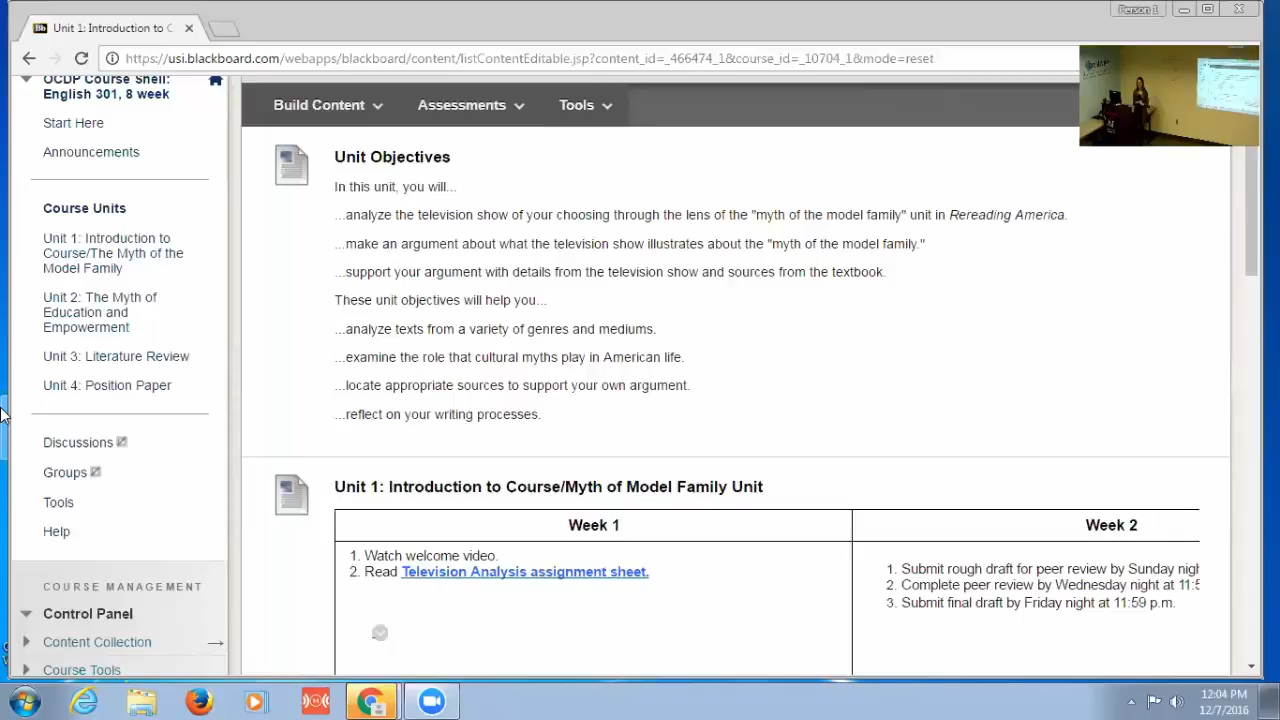 Person 1
Unit 1: Introduction to C
https://usi.blackboard.com/webapps/blackboard/content/listContentEditable.jsp?content_id=_466474_1&course_id=_10704_1&mode=reset
OCDP Course Shell:
English 301, 8 week
Start Here
Announcements
Course Units
Unit 1: Introduction to
Course/The Myth of the
Model Family
Unit 2: The Myth of
Education and
Empowerment
Unit 3: Literature Review
Unit 4: Position Paper
Discussions
Groups
Tools
Help
COURSE MANAGEMENT
Control Panel
Content Collection
Course Tools
Build Content
Assessments
Tools
Unit Objectives
In this unit, you will...
...analyze the television show of your choosing through the lens of the "myth of the model family" unit in Rereading America.
...make an argument about what the television show illustrates about the "myth of the model family."
...support your argument with details from the television show and sources from the textbook.
These unit objectives will help you...
...analyze texts from a variety of genres and mediums.
...examine the role that cultural myths play in American life.
...locate appropriate sources to support your own argument.
...reflect on your writing processes.
Unit 1: Introduction to Course/Myth of Model Family Unit
Week 1
1. Watch welcome video.
2. Read Television Analysis assignment sheet.
Week 2
1. Submit rough draft for peer review by Sunday nigh
2. Complete peer review by Wednesday night at 11:5
3. Submit final draft by Friday night at 11:59 p.m.
12:04 PM
12/7/2016